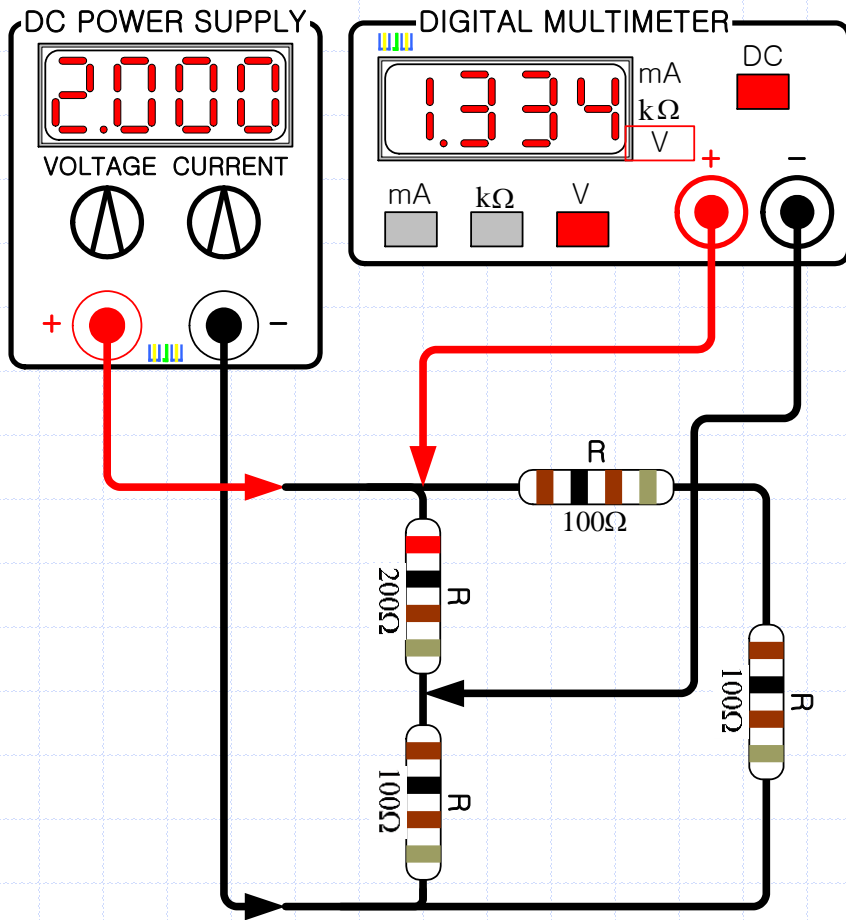 DC POWER SUPPLY
2.000
VOLTAGE CURRENT
+ −
DIGITAL MULTIMETER
1.334
mA
kΩ
V
DC
mA kΩ V
+ −
R
100Ω
200Ω
R
100Ω
R
100Ω
R